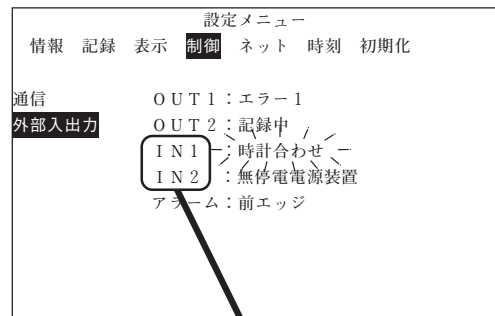 設定メニュー
情報 記録 表示 制御 ネット 時刻 初期化
通信
外部入出力
OUT1：エラー1
OUT2：記録中
IN1：時計合わせ
IN2：無停電電源装置
アラーム：前エッジ